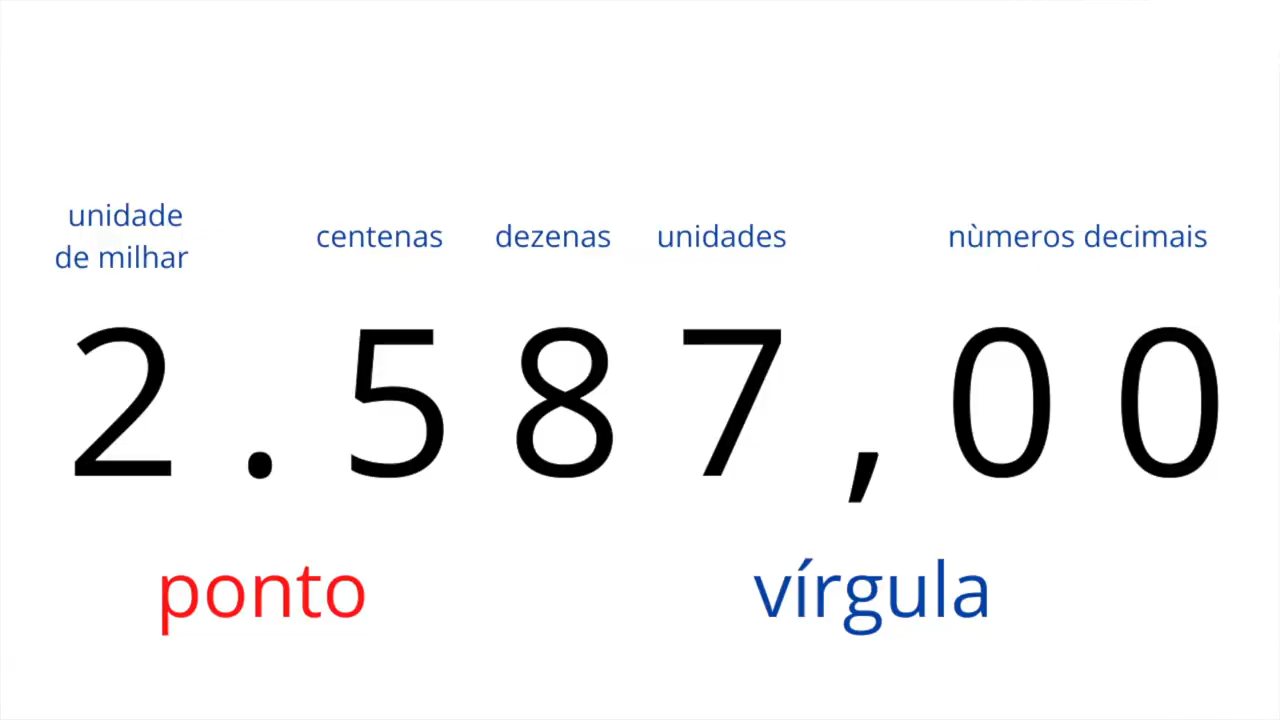 unidade
de milhar
centenas dezenas unidades nùmeros decimais
2.587,00
ponto vírgula